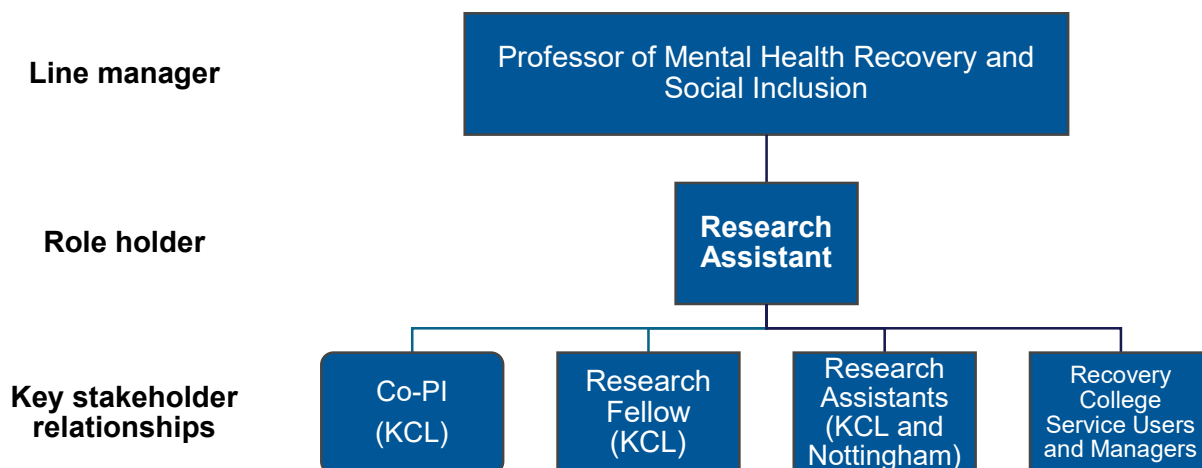 Line manager
Professor of Mental Health Recovery and
Social Inclusion
Role holder
Research
Assistant
Key stakeholder
relationships
Co-PI
(KCL)
Research
Fellow
(KCL)
Research
Assistants
(KCL and
Nottingham)
Recovery
College
Service Users
and Managers